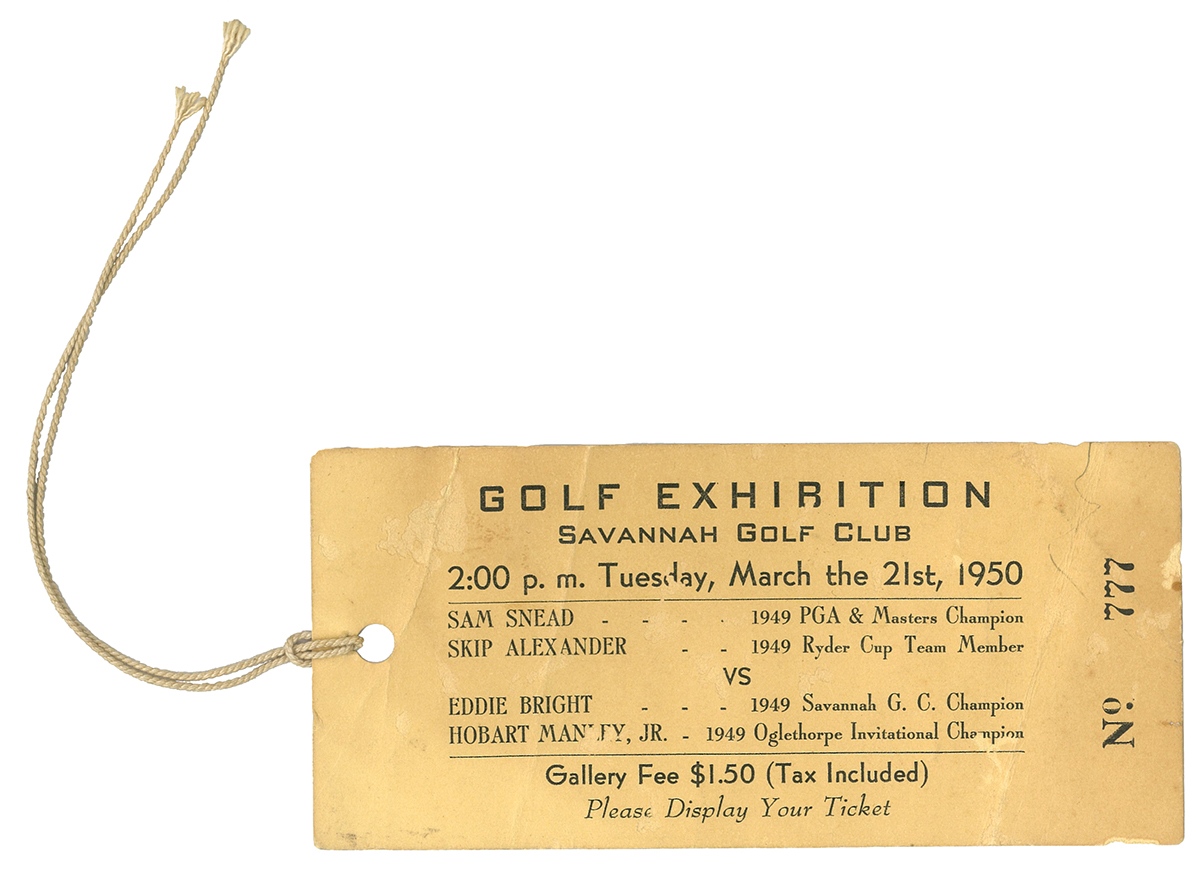 GOLF EXHIBITION
SAVANNAH GOLF CLUB
2:00 p. m. Tuesday, March the 21st, 1950
SAM SNEAD - - - - 1949 PGA & Masters Champion
SKIP ALEXANDER - - 1949 Ryder Cup Team Member
VS
EDDIE BRIGHT - - - 1949 Savannah G. C. Champion
HOBART MANLEY, JR. - 1949 Oglethorpe Invitational Champion
Gallery Fee $1.50 (Tax Included)
Please Display Your Ticket
No. 777